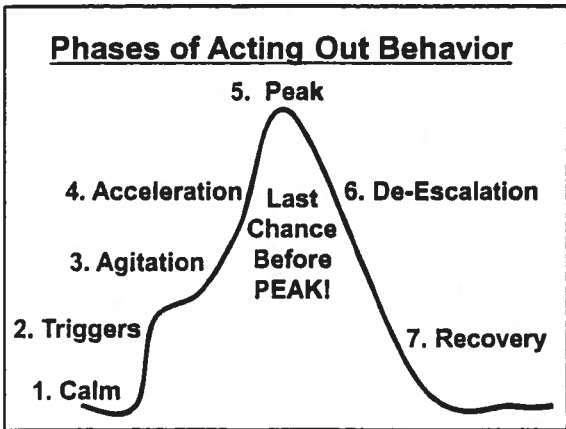 Phases of Acting Out Behavior
5. Peak
4. Acceleration
Last
Chance
Before
PEAK!
6. De-Escalation
3. Agitation
2. Triggers
7. Recovery
1. Calm